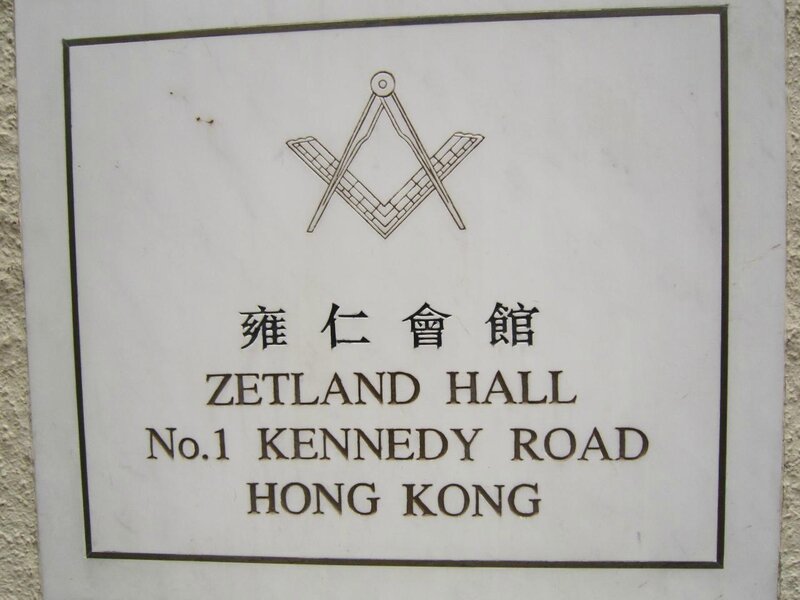 雍仁會館
ZETLAND HALL
No.1 KENNEDY ROAD
HONG KONG